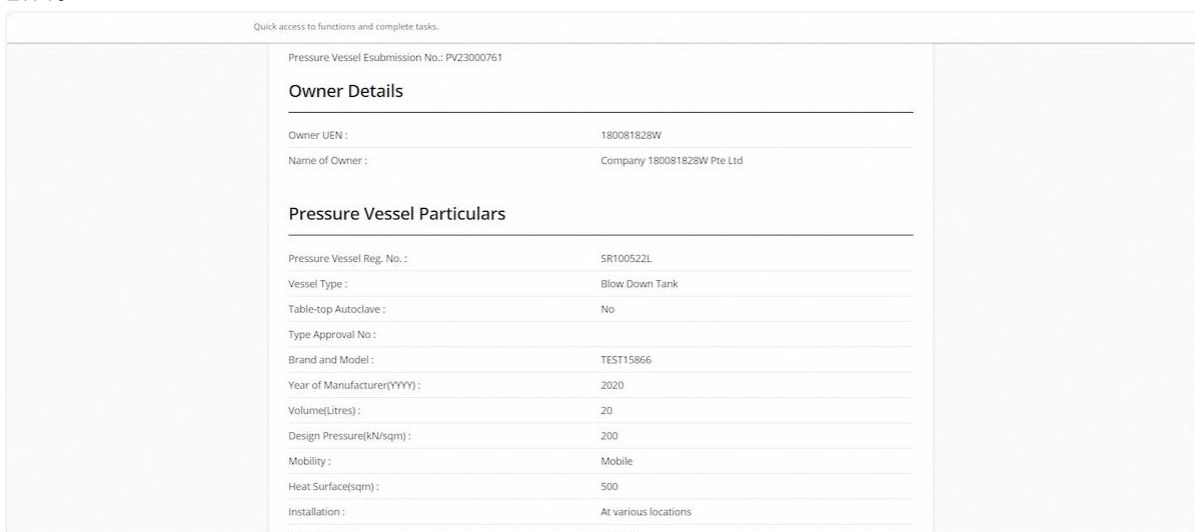 Quick access to functions and complete tasks.
Pressure Vessel Esubmission No.: PV23000761
Owner Details
Owner UEN : 180081828W
Name of Owner : Company 180081828W Pte Ltd
Pressure Vessel Particulars
Pressure Vessel Reg. No. : SR100522L
Vessel Type : Blow Down Tank
Table-top Autoclave : No
Type Approval No :
Brand and Model : TEST15866
Year of Manufacturer(YYYY) : 2020
Volume(Litres) : 20
Design Pressure(kN/sqm) : 200
Mobility : Mobile
Heat Surface(sqm) : 500
Installation : At various locations